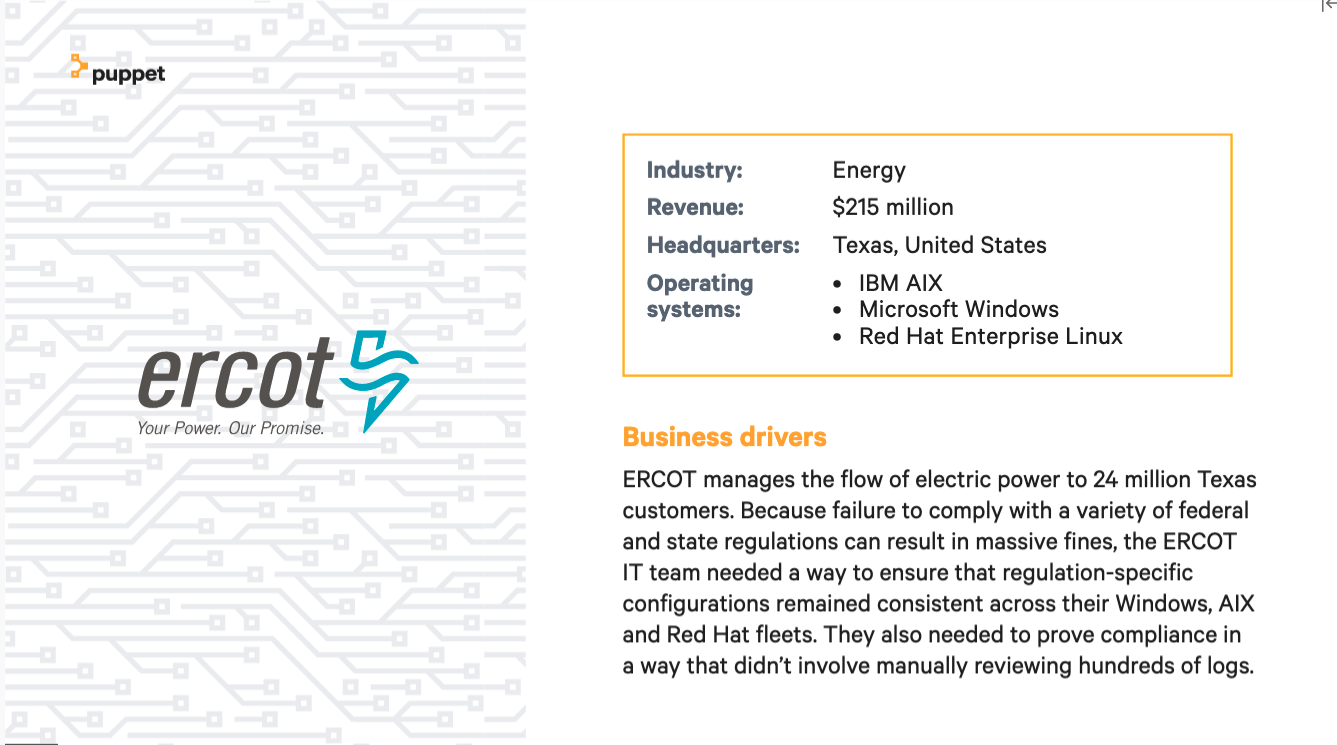 puppet
ercot
Your Power. Our Promise.
Industry: Energy
Revenue: $215 million
Headquarters: Texas, United States
Operating systems:
• IBM AIX
• Microsoft Windows
• Red Hat Enterprise Linux
Business drivers
ERCOT manages the flow of electric power to 24 million Texas
customers. Because failure to comply with a variety of federal
and state regulations can result in massive fines, the ERCOT
IT team needed a way to ensure that regulation-specific
configurations remained consistent across their Windows, AIX
and Red Hat fleets. They also needed to prove compliance in
a way that didn’t involve manually reviewing hundreds of logs.